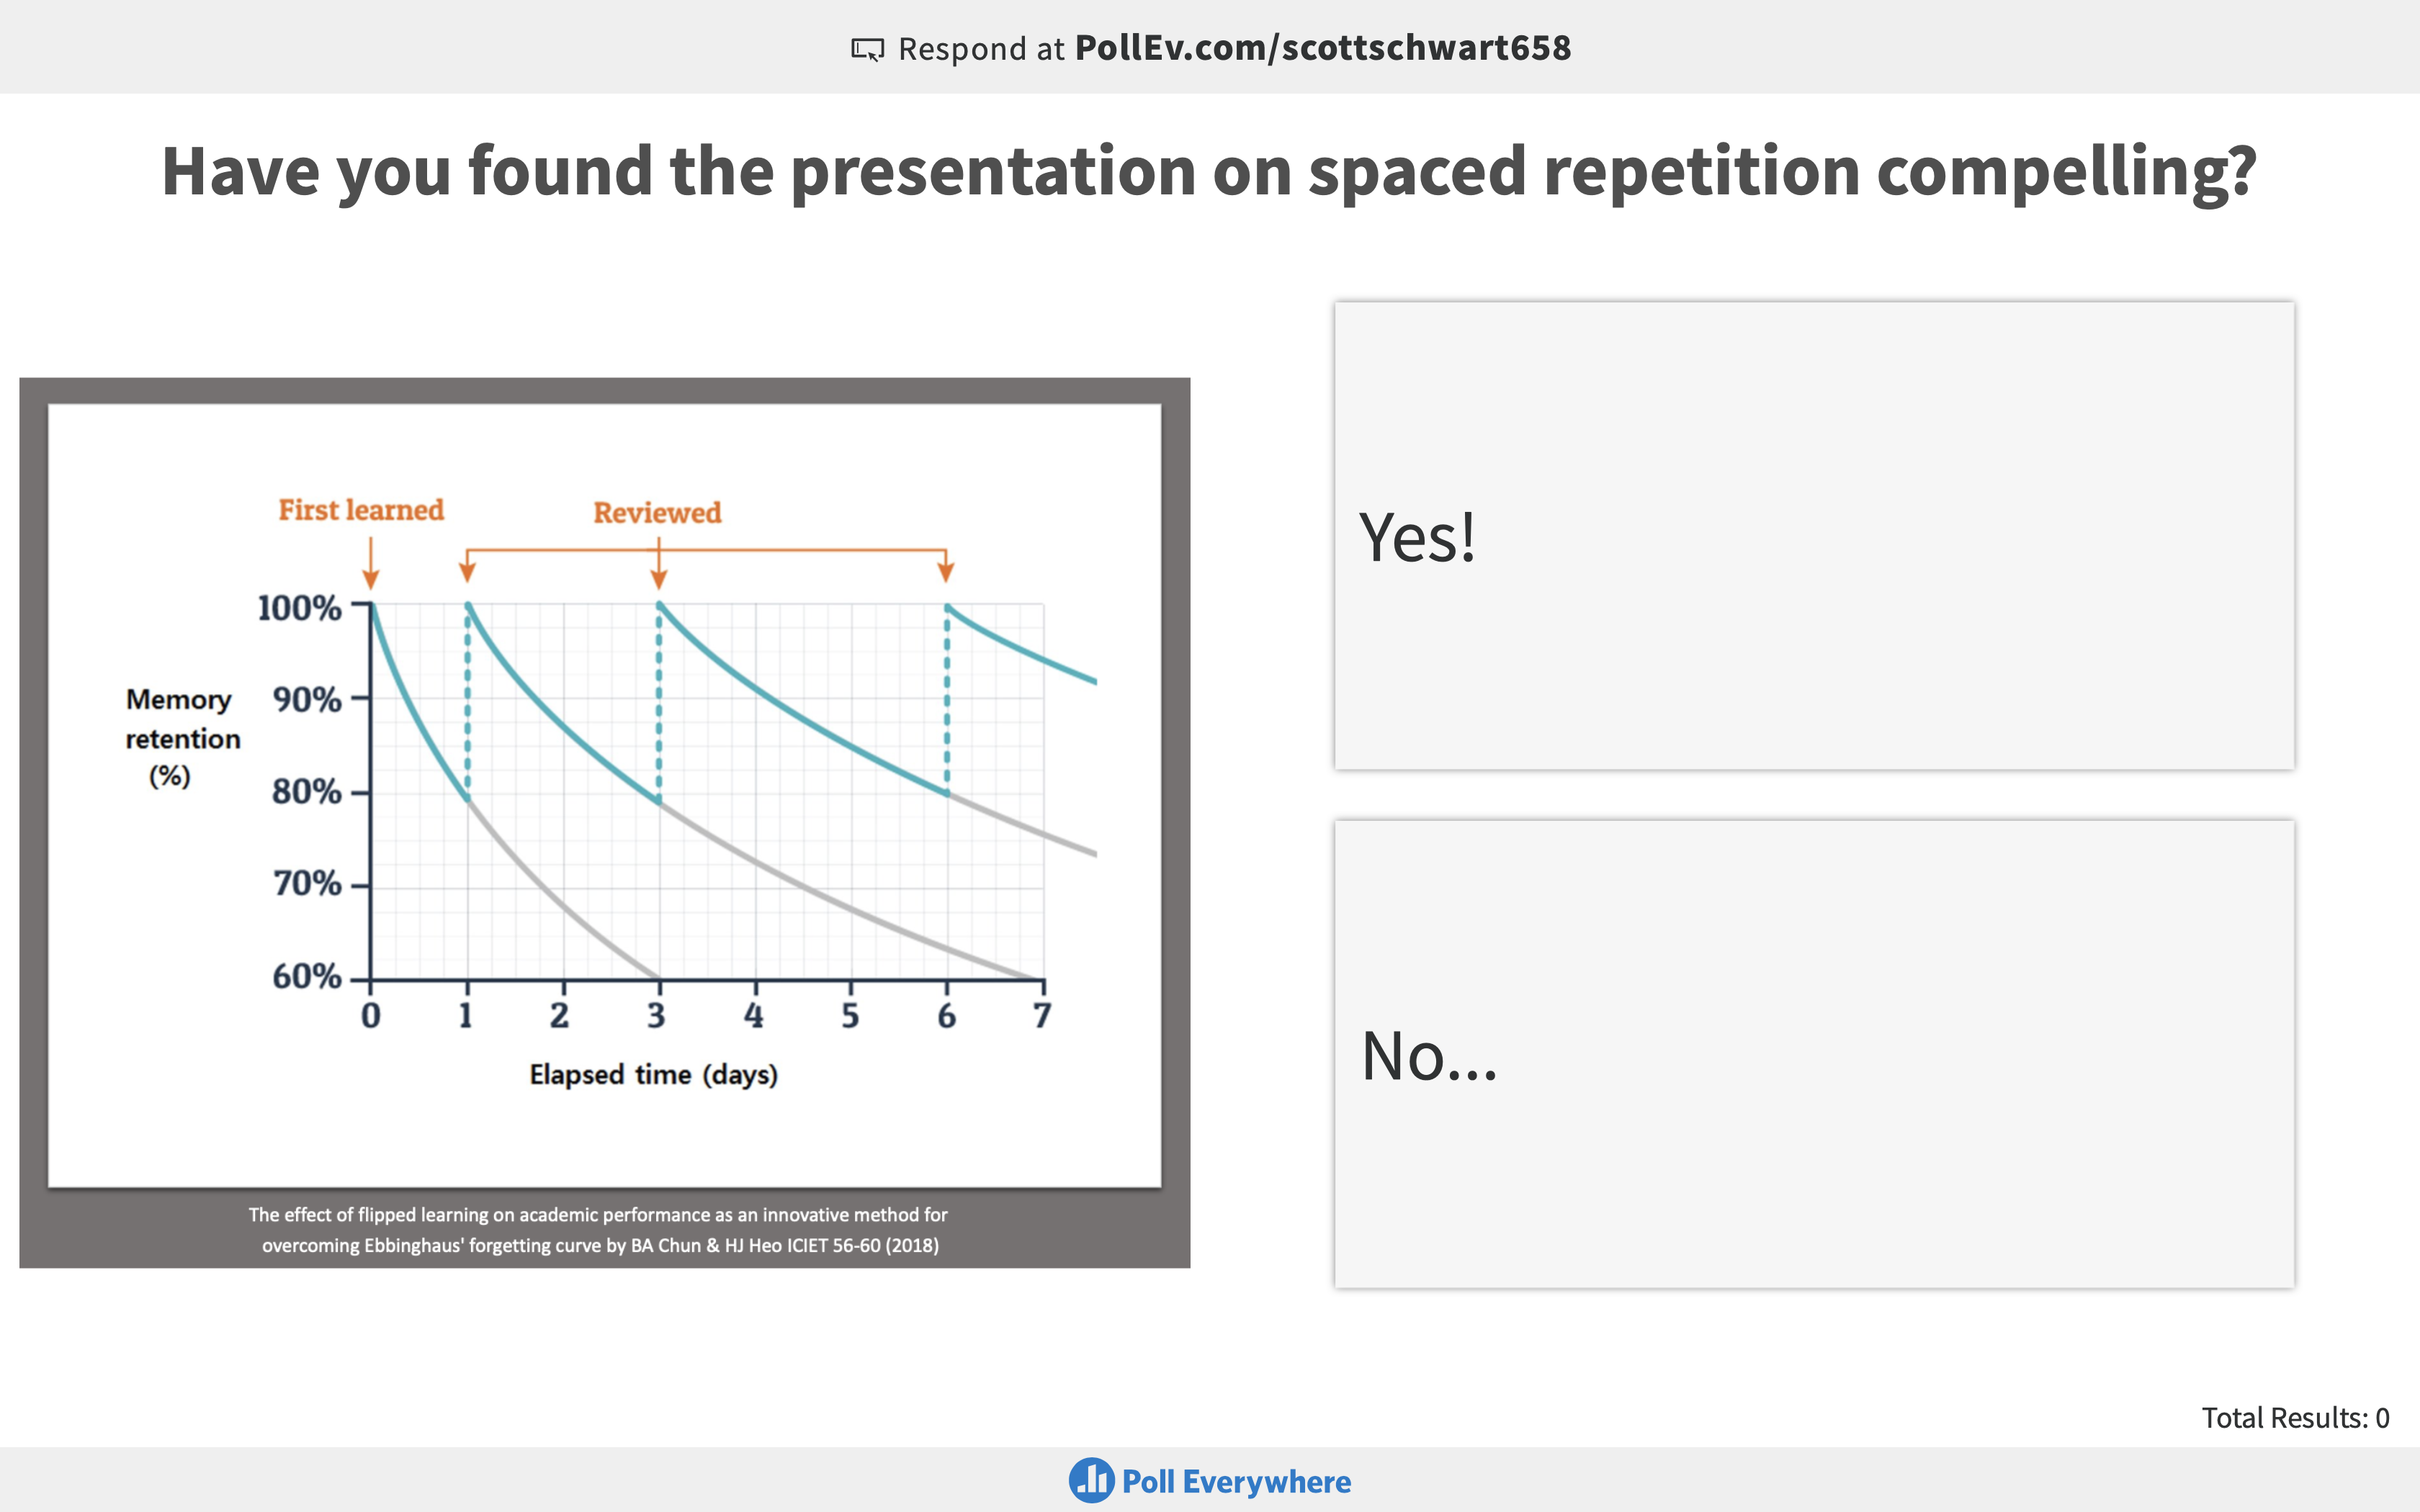 Respond at PollEv.com/scottschwart658
Have you found the presentation on spaced repetition compelling?
First learned
Reviewed
100%
90%
80%
70%
60%
Memory
retention
(%)
0 1 2 3 4 5 6 7
Elapsed time (days)
The effect of flipped learning on academic performance as an innovative method for
overcoming Ebbinghaus' forgetting curve by BA Chun & HJ Heo ICIET 56-60 (2018)
Yes!
No...
Total Results: 0
Poll Everywhere